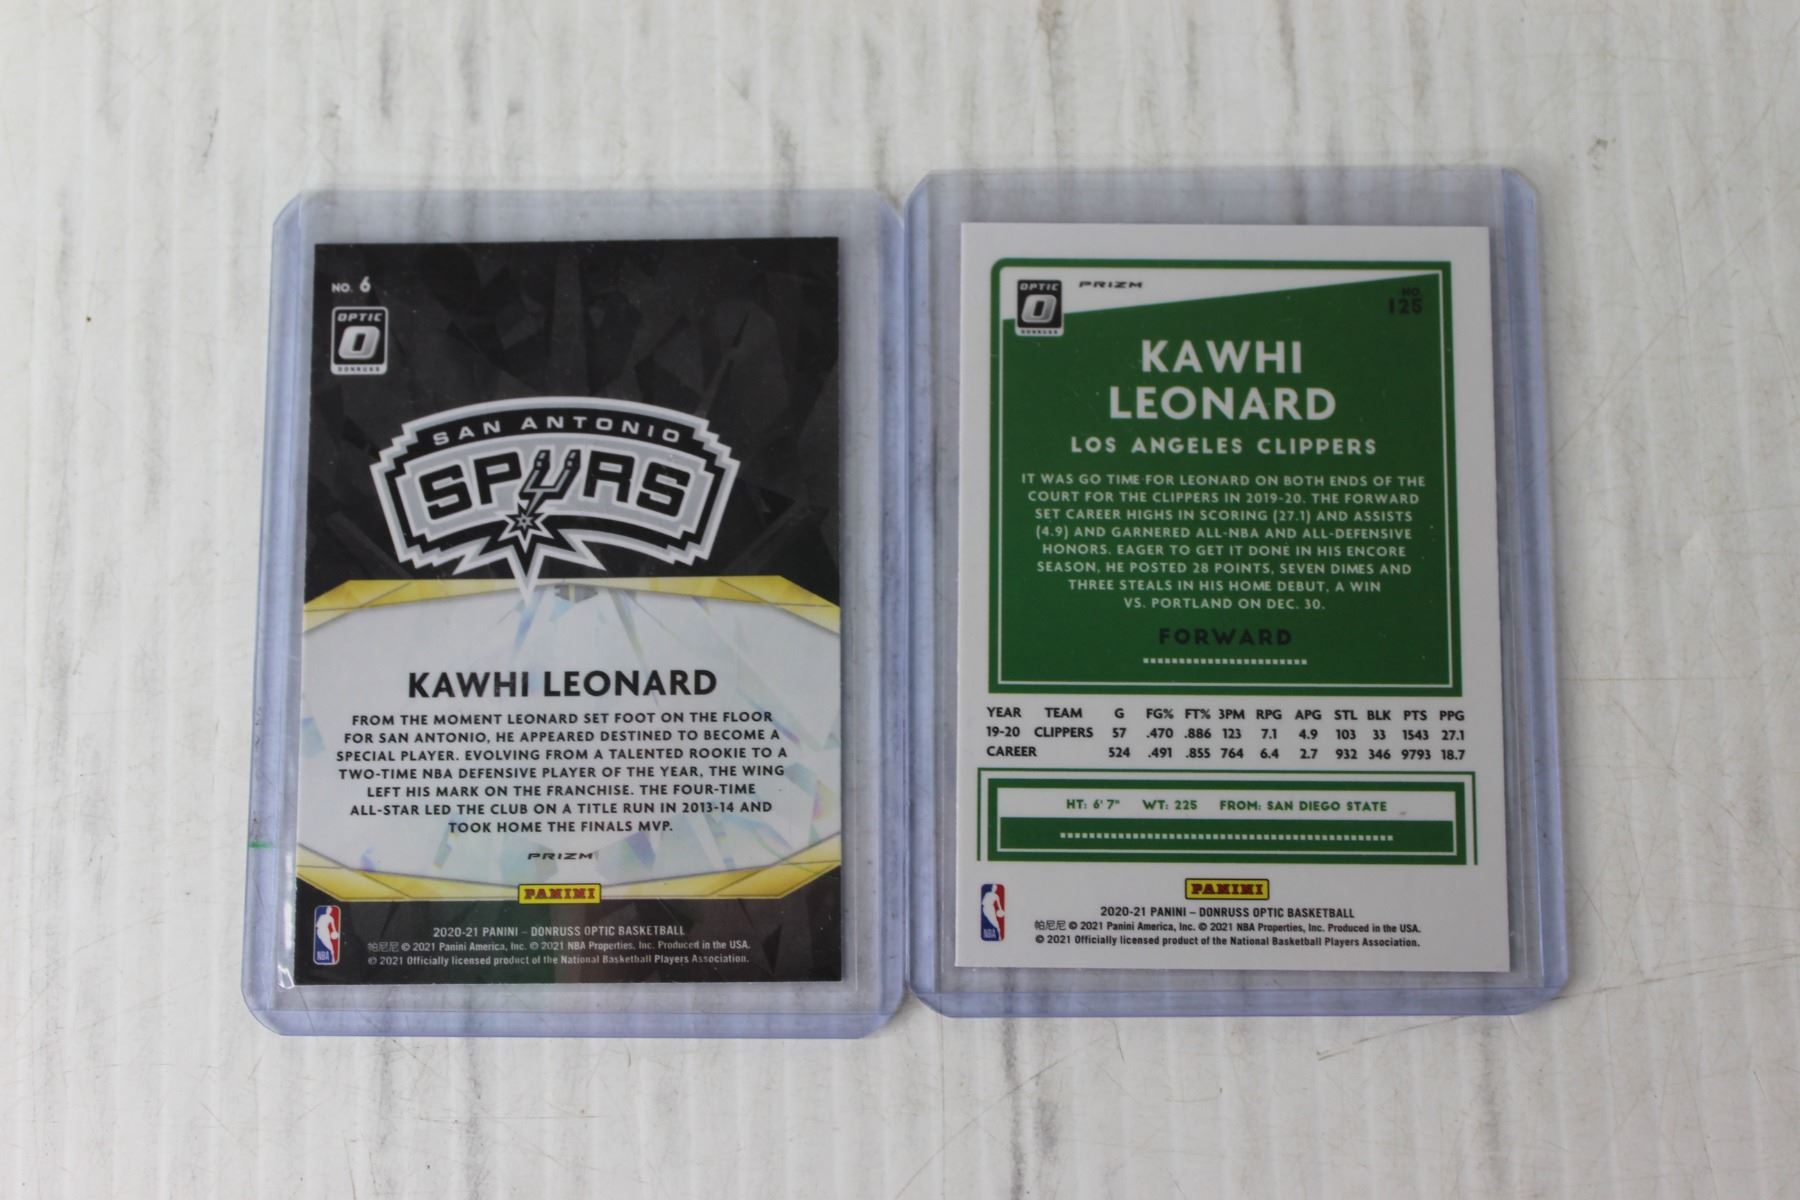 NO. 6
OPTIC
O
DONRUSS
SAN ANTONIO
SPURS
KAWHI LEONARD
FROM THE MOMENT LEONARD SET FOOT ON THE FLOOR
FOR SAN ANTONIO, HE APPEARED DESTINED TO BECOME A
SPECIAL PLAYER. EVOLVING FROM A TALENTED ROOKIE TO A
TWO-TIME NBA DEFENSIVE PLAYER OF THE YEAR, THE WING
LEFT HIS MARK ON THE FRANCHISE. THE FOUR-TIME
ALL-STAR LED THE CLUB ON A TITLE RUN IN 2013-14 AND
TOOK HOME THE FINALS MVP.
PRIZM
PANINI
NBA
2020-21 PANINI – DONRUSS OPTIC BASKETBALL
帕尼尼 © 2021 Panini America, Inc. © 2021 NBA Properties, Inc. Produced in the USA.
© 2021 Officially licensed product of the National Basketball Players Association.
OPTIC
O
DONRUSS
PRIZM
NO.
125
KAWHI
LEONARD
LOS ANGELES CLIPPERS
IT WAS GO TIME FOR LEONARD ON BOTH ENDS OF THE
COURT FOR THE CLIPPERS IN 2019-20. THE FORWARD
SET CAREER HIGHS IN SCORING (27.1) AND ASSISTS
(4.9) AND GARNERED ALL-NBA AND ALL-DEFENSIVE
HONORS. EAGER TO GET IT DONE IN HIS ENCORE
SEASON, HE POSTED 28 POINTS, SEVEN DIMES AND
THREE STEALS IN HIS HOME DEBUT, A WIN
VS. PORTLAND ON DEC. 30.
FORWARD
YEAR TEAM G FG% FT% 3PM RPG APG STL BLK PTS PPG
19-20 CLIPPERS 57 .470 .886 123 7.1 4.9 103 33 1543 27.1
CAREER 524 .491 .855 764 6.4 2.7 932 346 9793 18.7
HT: 6' 7" WT: 225 FROM: SAN DIEGO STATE
PANINI
NBA
2020-21 PANINI – DONRUSS OPTIC BASKETBALL
帕尼尼 © 2021 Panini America, Inc. © 2021 NBA Properties, Inc. Produced in the USA.
© 2021 Officially licensed product of the National Basketball Players Association.